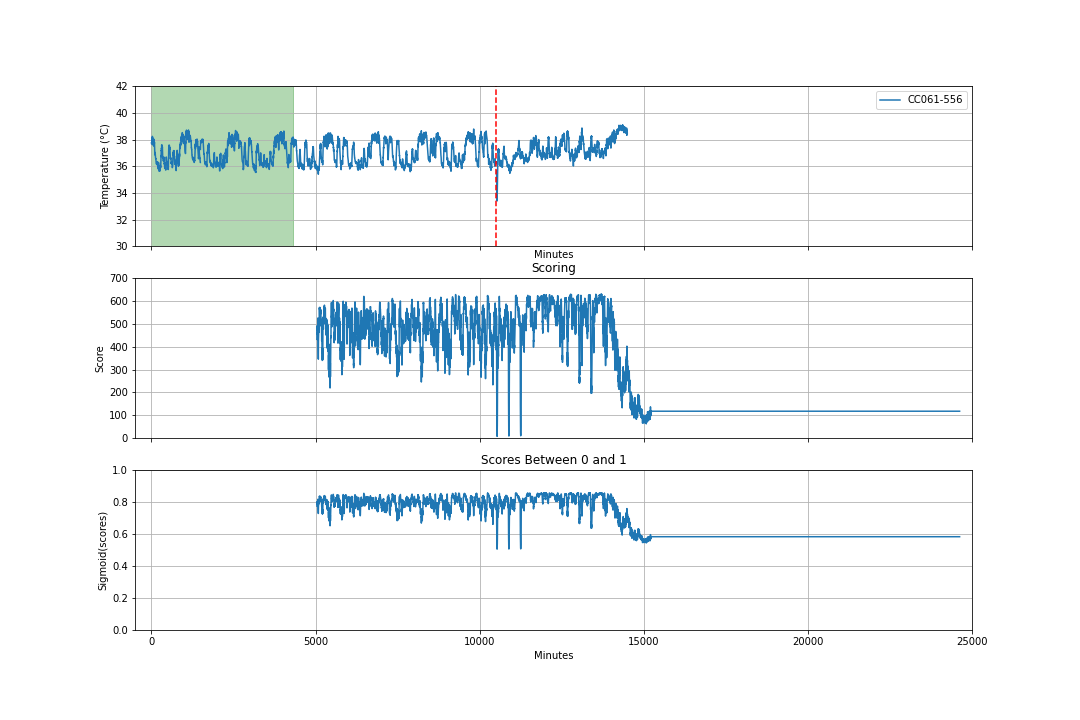 42
40
38
36
34
32
30
Temperature (°C)
CC061-556
Minutes
Scoring
700
600
500
400
300
200
100
0
Score
Scores Between 0 and 1
1.0
0.8
0.6
0.4
0.2
0.0
Sigmoid(scores)
0 5000 10000 15000 20000 25000
Minutes